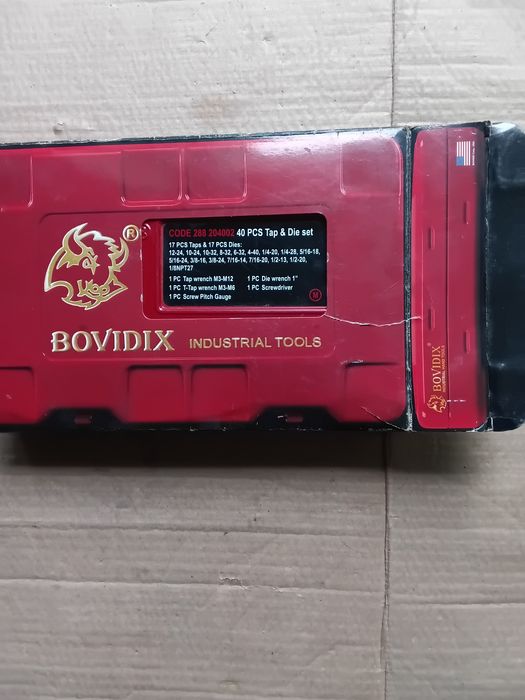 CODE 288 204002 40 PCS Tap & Die set
17 PCS Taps & 17 PCS Dies:
12-24, 10-24, 10-32, 8-32, 6-32, 4-40, 1/4-20, 1/4-28, 5/16-18,
5/16-24, 3/8-16, 3/8-24, 7/16-14, 7/16-20, 1/2-13, 1/2-20,
1/8NPT27
1 PC Tap wrench M3-M12 1 PC Die wrench 1"
1 PC T-Tap wrench M3-M6 1 PC Screwdriver
1 PC Screw Pitch Gauge
M
®
BOVIDIX INDUSTRIAL TOOLS
BOVIDIX®
INDUSTRIAL HAND TOOLS